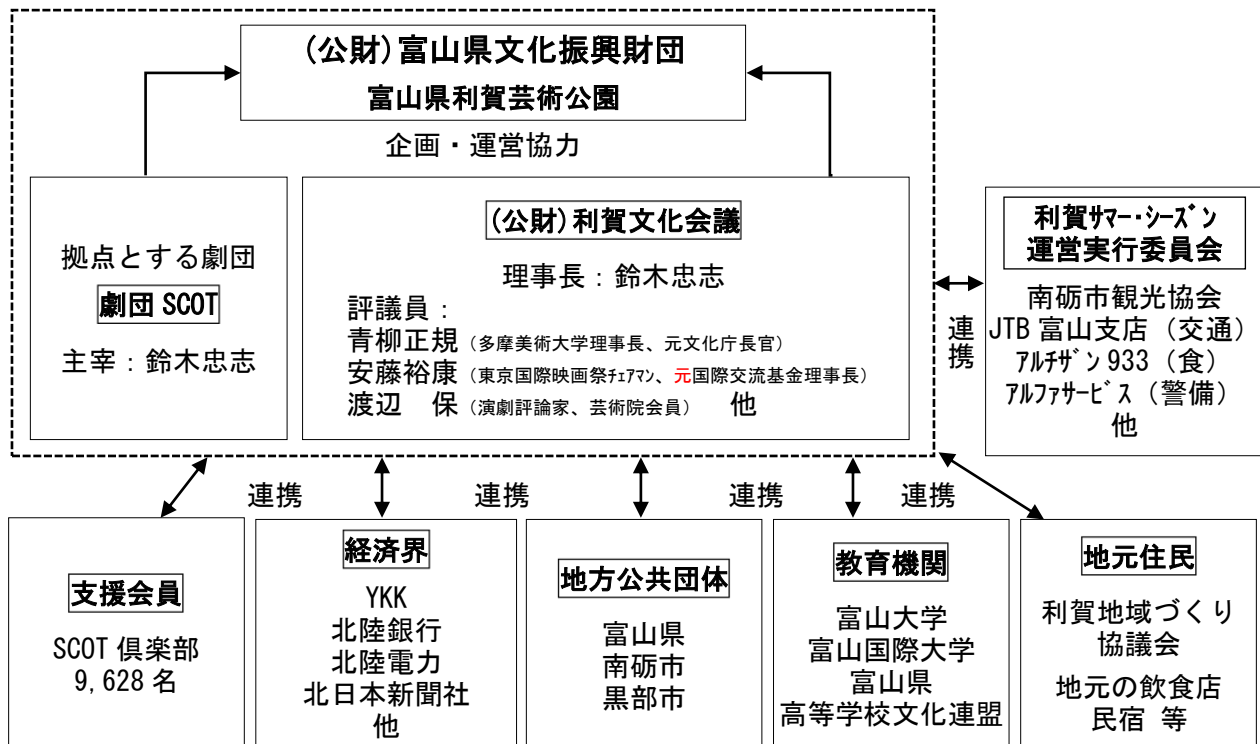 (公財)富山県文化振興財団
富山県利賀芸術公園
企画・運営協力
拠点とする劇団
劇団 SCOT
主宰：鈴木忠志
(公財)利賀文化会議
理事長：鈴木忠志
評議員：
青柳正規（多摩美術大学理事長、元文化庁長官）
安藤裕康（東京国際映画祭ﾁｪｱﾏﾝ、元国際交流基金理事長）
渡辺　保（演劇評論家、芸術院会員）　他
連携
利賀ｻﾏｰ･ｼｰｽﾞﾝ
運営実行委員会
南砺市観光協会
JTB 富山支店（交通）
ｱﾙﾁｻﾞﾝ 933（食）
ｱﾙﾌｧｻｰﾋﾞｽ（警備）
他
連携
連携
連携
連携
支援会員
SCOT 倶楽部
9,628 名
経済界
YKK
北陸銀行
北陸電力
北日本新聞社
他
地方公共団体
富山県
南砺市
黒部市
教育機関
富山大学
富山国際大学
富山県
高等学校文化連盟
地元住民
利賀地域づくり
協議会
地元の飲食店
民宿 等